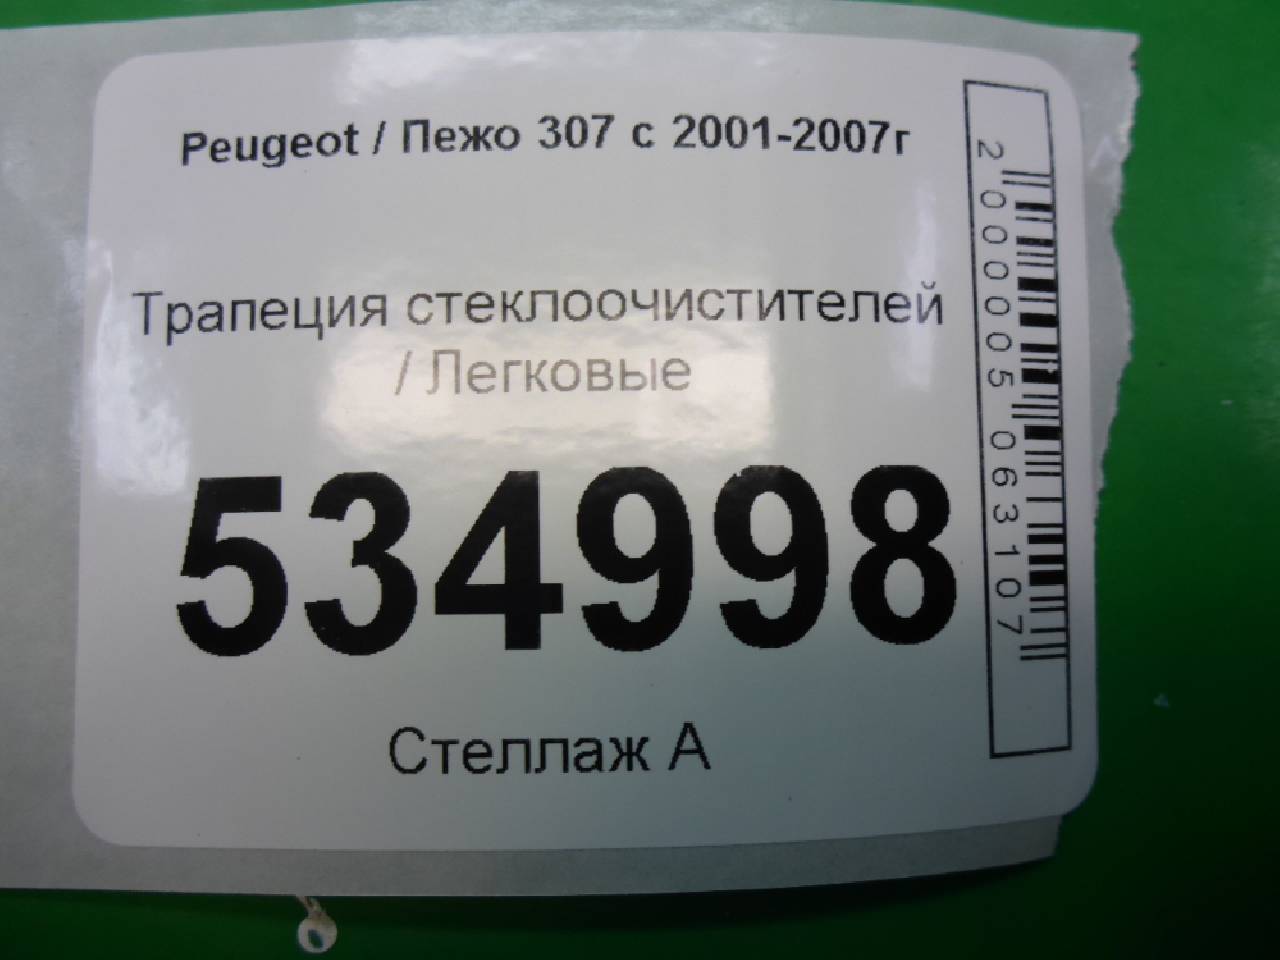 Peugeot / Пежо 307 с 2001-2007г
Трапеция стеклоочистителей
/ Легковые
534998
Стеллаж А
2000005063107